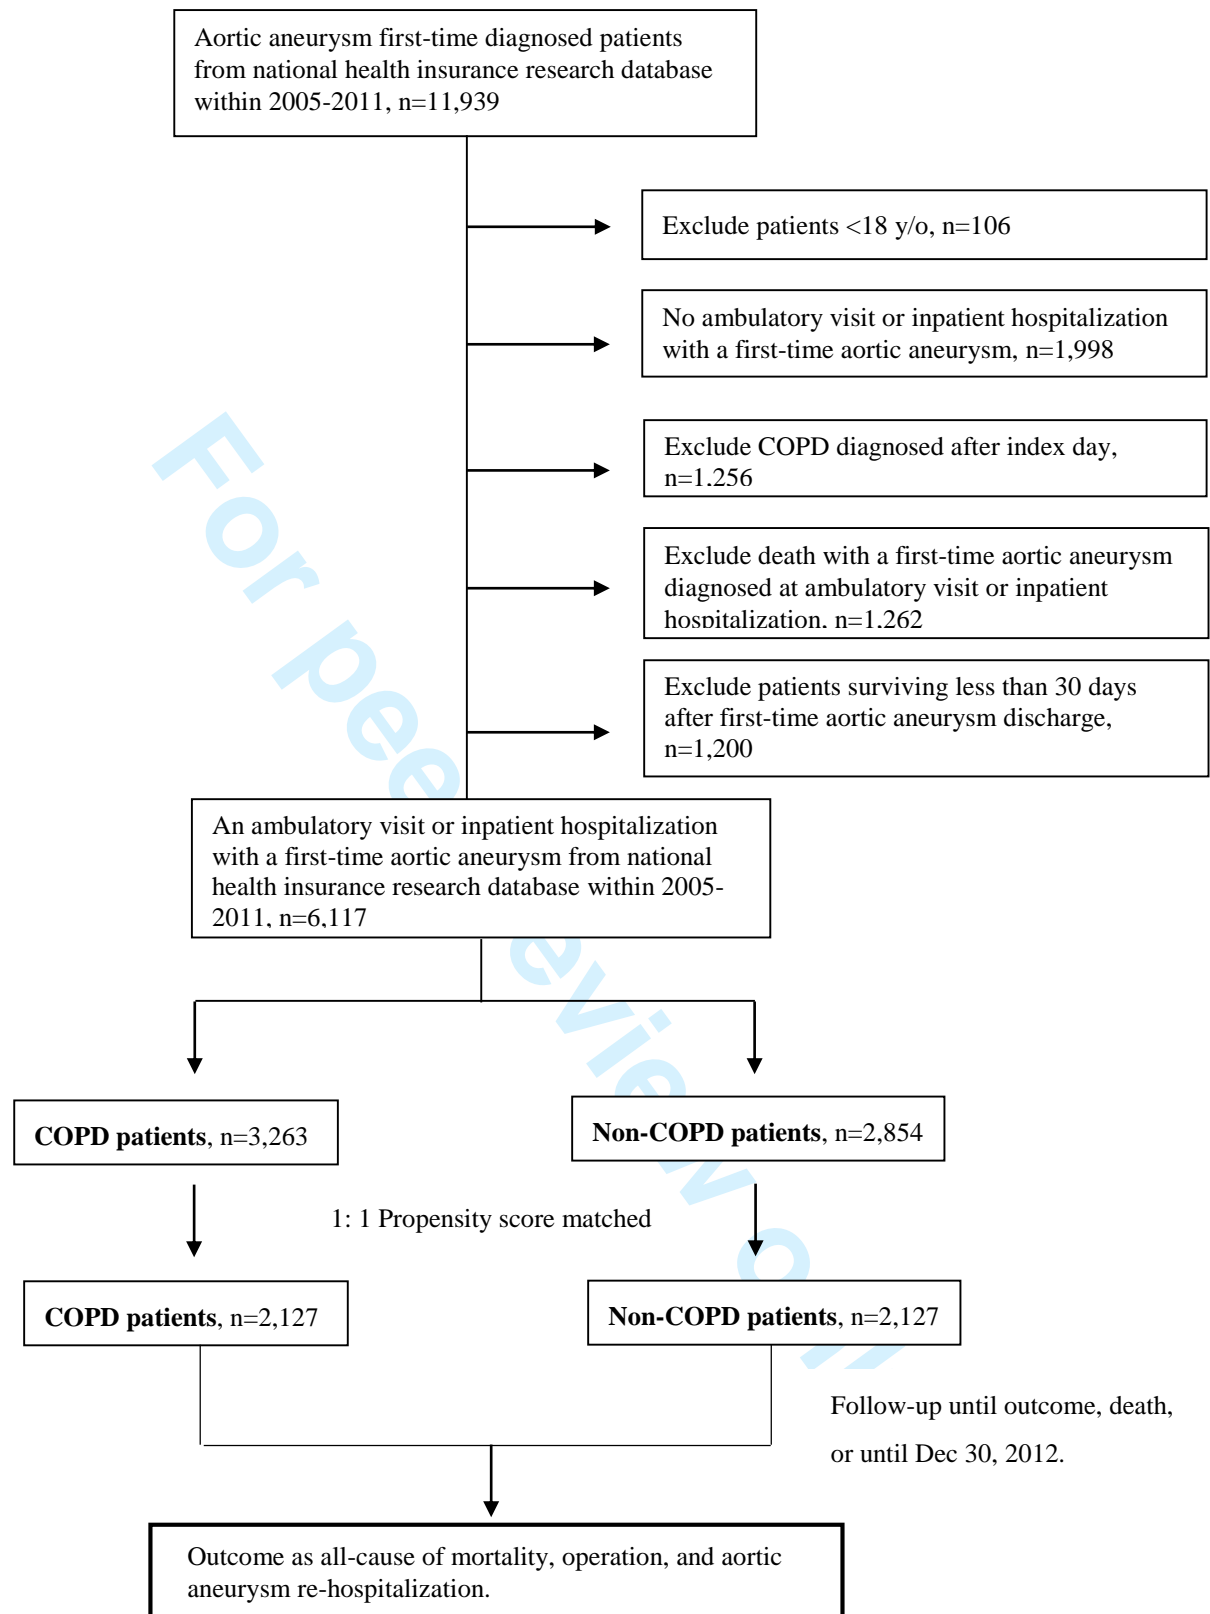 Aortic aneurysm first-time diagnosed patients
from national health insurance research database
within 2005-2011, n=11,939
Exclude patients <18 y/o, n=106
No ambulatory visit or inpatient hospitalization
with a first-time aortic aneurysm, n=1,998
Exclude COPD diagnosed after index day,
n=1,256
Exclude death with a first-time aortic aneurysm
diagnosed at ambulatory visit or inpatient
hospitalization, n=1,262
Exclude patients surviving less than 30 days
after first-time aortic aneurysm discharge,
n=1,200
An ambulatory visit or inpatient hospitalization
with a first-time aortic aneurysm from national
health insurance research database within 2005-
2011, n=6,117
COPD patients, n=3,263
Non-COPD patients, n=2,854
1: 1 Propensity score matched
COPD patients, n=2,127
Non-COPD patients, n=2,127
Follow-up until outcome, death,
or until Dec 30, 2012.
Outcome as all-cause of mortality, operation, and aortic
aneurysm re-hospitalization.
For peer review